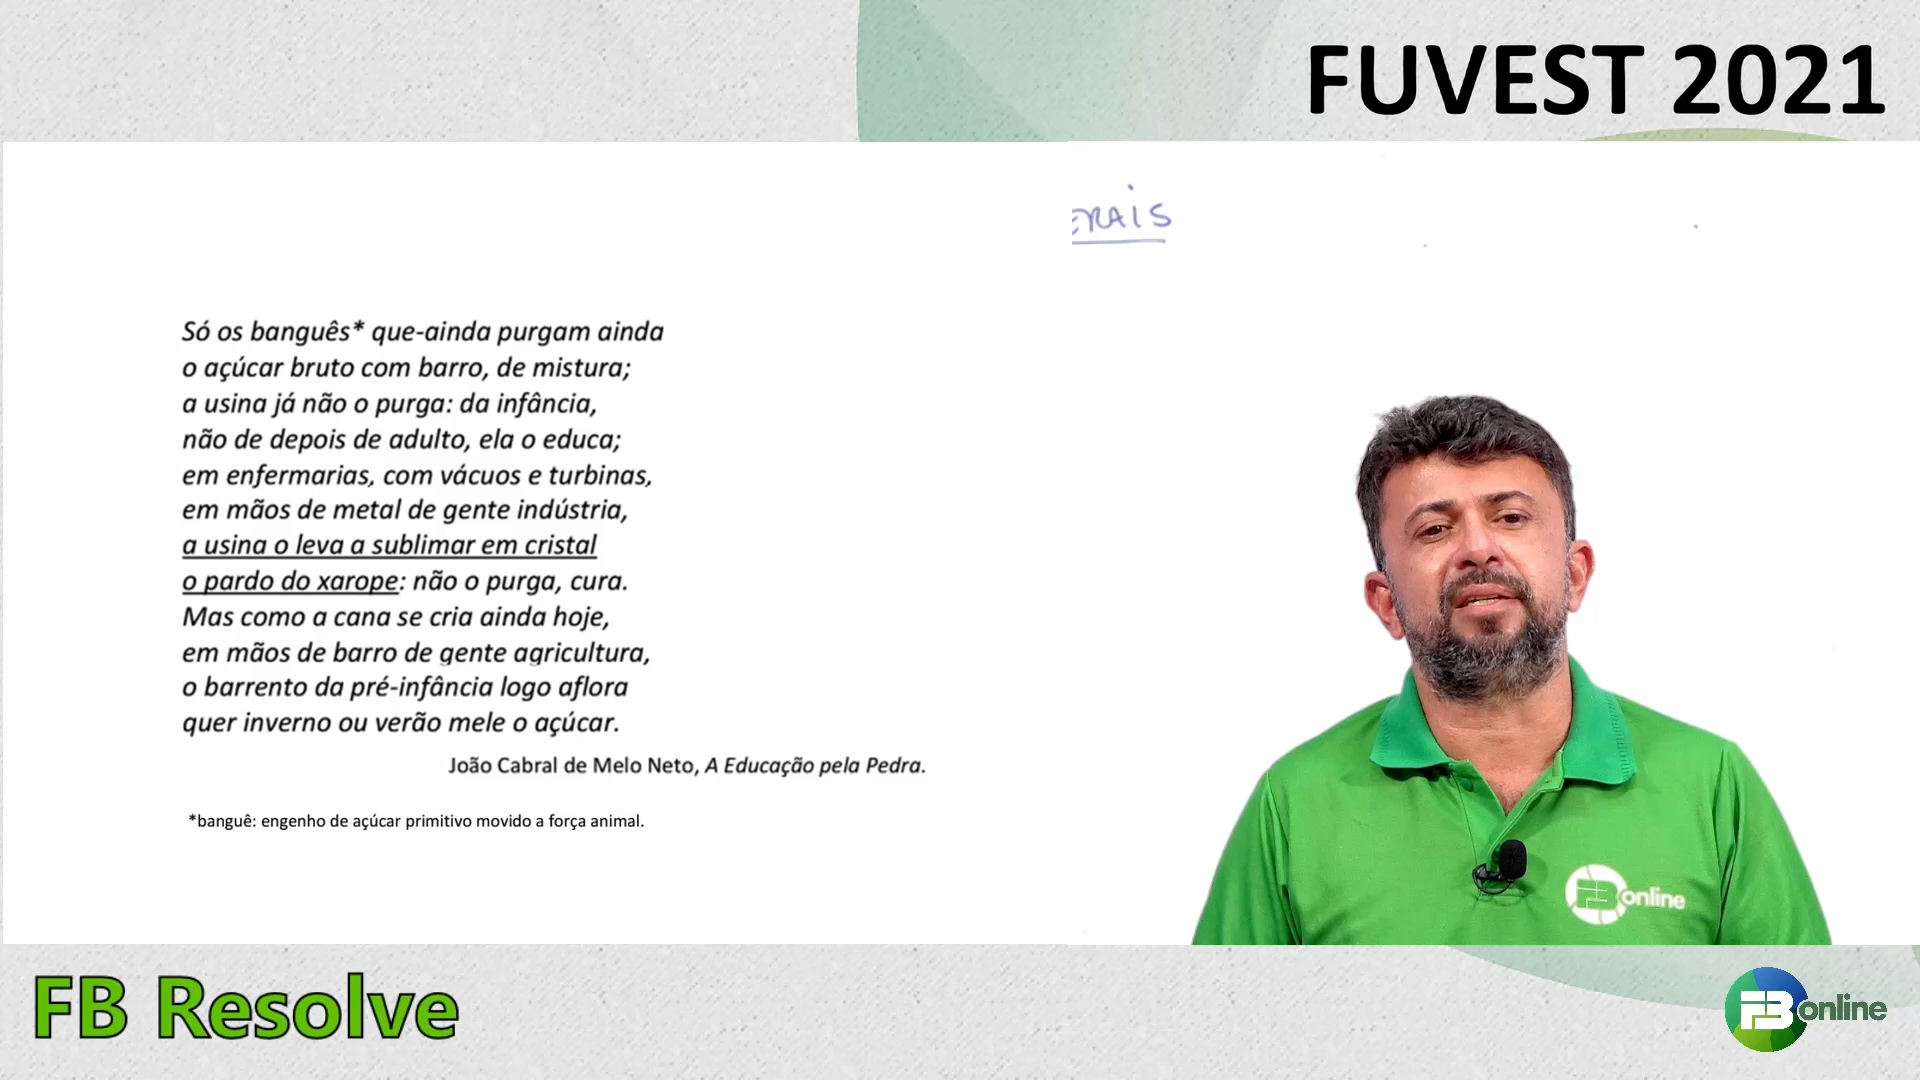 FUVEST 2021
ERAIS
Só os banguês* que-ainda purgam ainda
o açúcar bruto com barro, de mistura;
a usina já não o purga: da infância,
não de depois de adulto, ela o educa;
em enfermarias, com vácuos e turbinas,
em mãos de metal de gente indústria,
a usina o leva a sublimar em cristal
o pardo do xarope: não o purga, cura.
Mas como a cana se cria ainda hoje,
em mãos de barro de gente agricultura,
o barrento da pré-infância logo aflora
quer inverno ou verão mele o açúcar.
João Cabral de Melo Neto, A Educação pela Pedra.
*banguê: engenho de açúcar primitivo movido a força animal.
FB online
FB Resolve
FB online